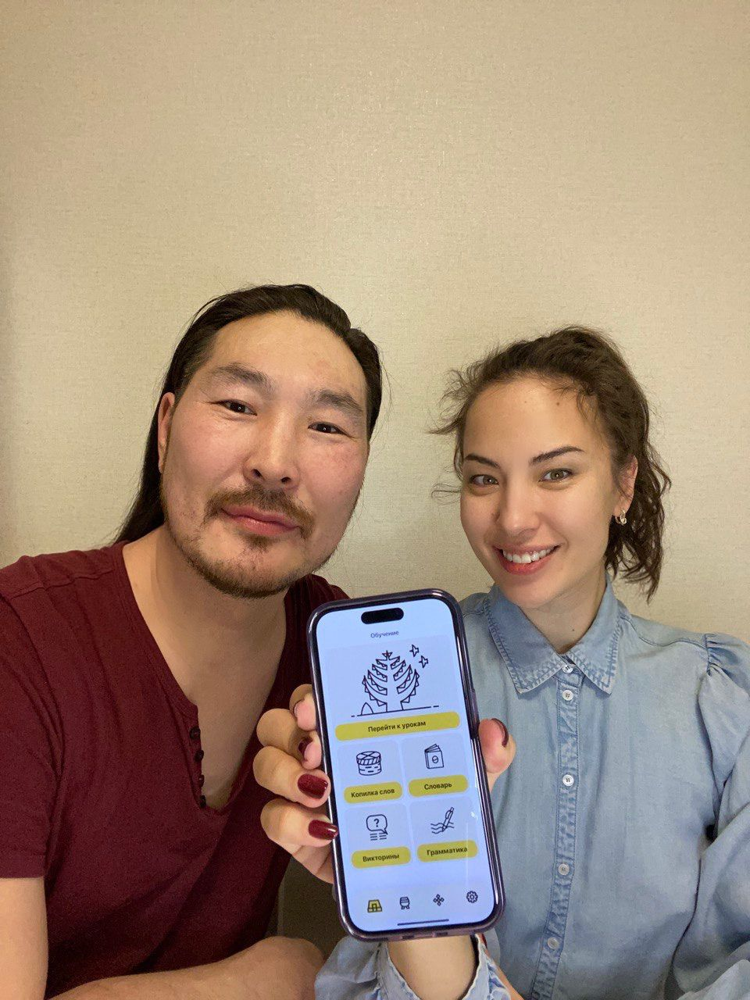 Обучение
Перейти к урокам
Копилка слов
Словарь
?
Викторины
Грамматика